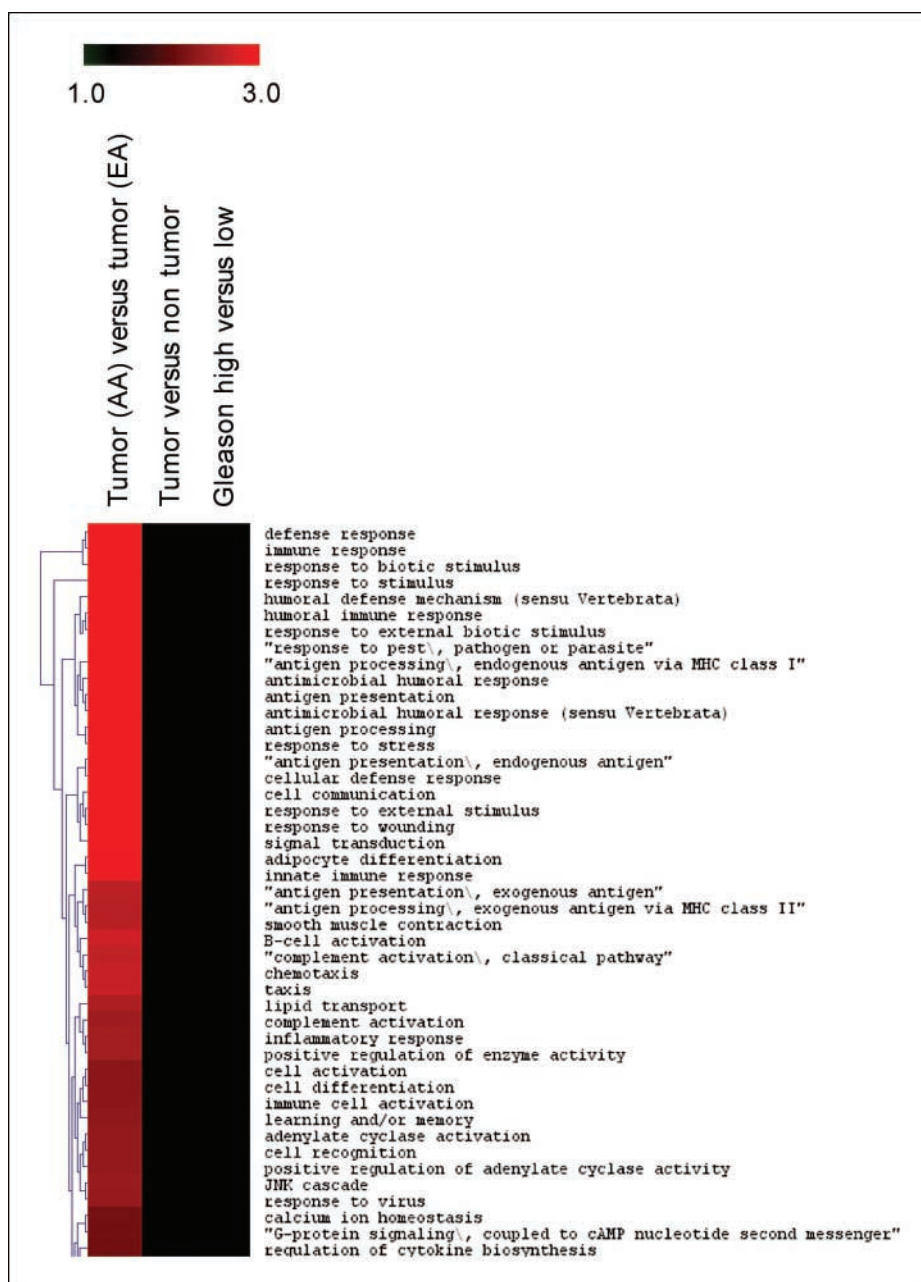 1.0 3.0
Tumor (AA) versus tumor (EA)
Tumor versus non tumor
Gleason high versus low
defense response
immune response
response to biotic stimulus
response to stimulus
humoral defense mechanism (sensu Vertebrata)
humoral immune response
response to external biotic stimulus
"response to pest\, pathogen or parasite"
"antigen processing\, endogenous antigen via MHC class I"
antimicrobial humoral response
antigen presentation
antimicrobial humoral response (sensu Vertebrata)
antigen processing
response to stress
"antigen presentation\, endogenous antigen"
cellular defense response
cell communication
response to external stimulus
response to wounding
signal transduction
adipocyte differentiation
innate immune response
"antigen presentation\, exogenous antigen"
"antigen processing\, exogenous antigen via MHC class II"
smooth muscle contraction
B-cell activation
"complement activation\, classical pathway"
chemotaxis
taxis
lipid transport
complement activation
inflammatory response
positive regulation of enzyme activity
cell activation
cell differentiation
immune cell activation
learning and/or memory
adenylate cyclase activation
cell recognition
positive regulation of adenylate cyclase activity
JNK cascade
response to virus
calcium ion homeostasis
"G-protein signaling\, coupled to cAMP nucleotide second messenger"
regulation of cytokine biosynthesis